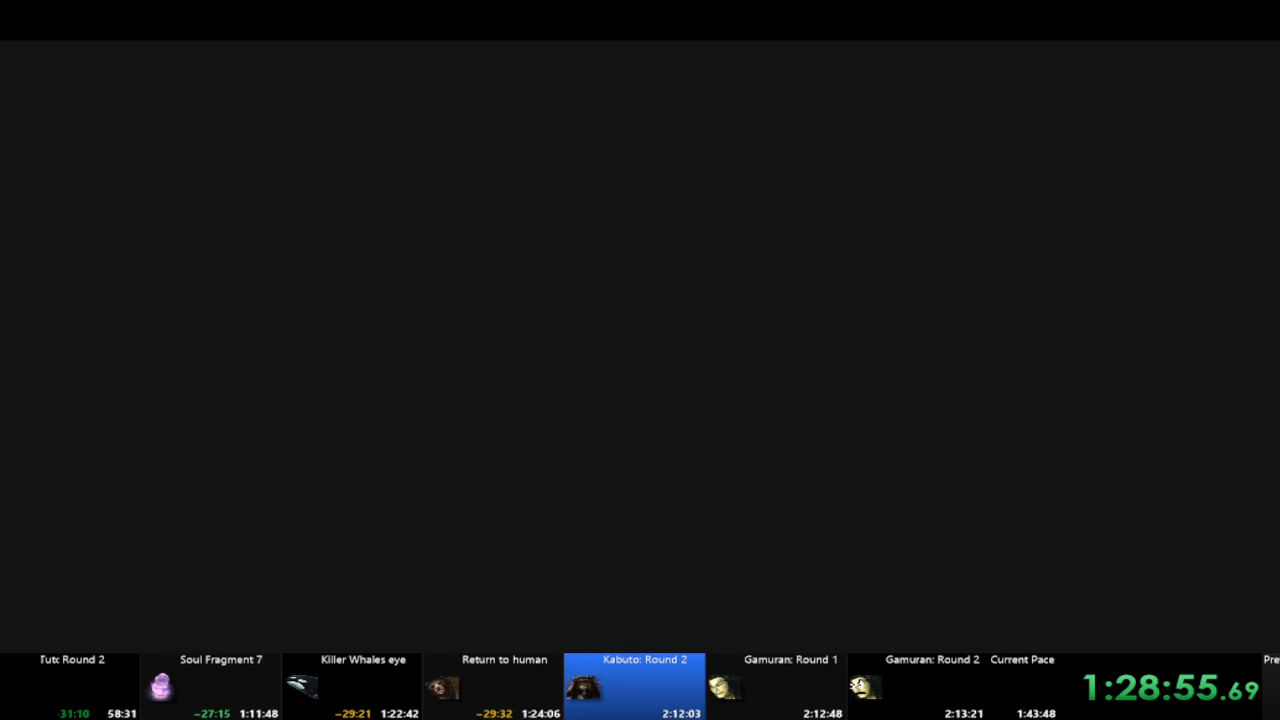 Tutx Round 2
-31:10 58:31
Soul Fragment 7
-27:15 1:11:48
Killer Whales eye
-29:21 1:22:42
Return to human
-29:32 1:24:06
Kabuto: Round 2
2:12:03
Gamuran: Round 1
2:12:48
Gamuran: Round 2
2:13:21
Current Pace
1:43:48
1:28:55.69
Pre